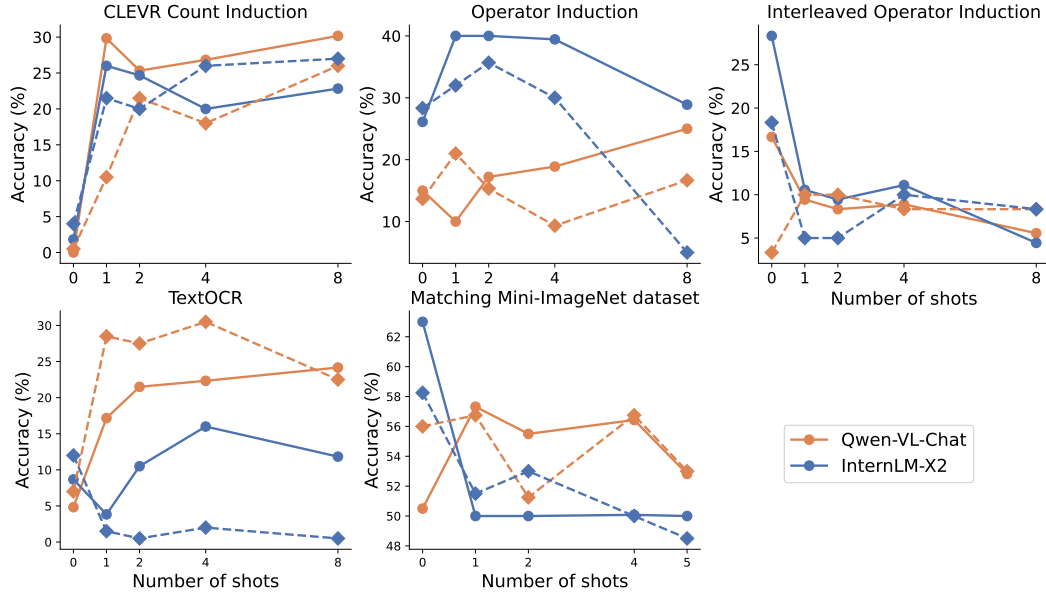 CLEVR Count Induction
Operator Induction
Interleaved Operator Induction
Accuracy (%)
30
25
20
15
10
5
0
0 1 2 4 8
Accuracy (%)
40
30
20
10
0 1 2 4 8
Accuracy (%)
25
20
15
10
5
0 1 2 4 8
Number of shots
TextOCR
Matching Mini-ImageNet dataset
Accuracy (%)
30
25
20
15
10
5
0
0 1 2 4 8
Number of shots
Accuracy (%)
62
60
58
56
54
52
50
48
0 1 2 4 5
Number of shots
Qwen-VL-Chat
InternLM-X2